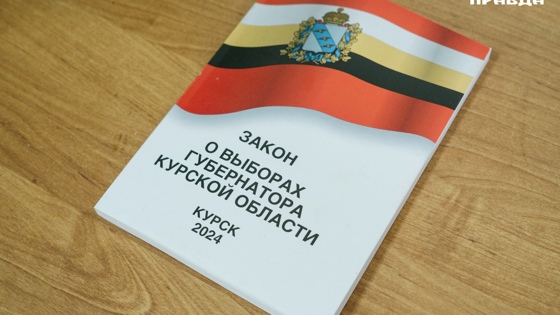 ПРАВДА
ЗАКОН
О ВЫБОРАХ
ГУБЕРНАТОРА
КУРСКОЙ ОБЛАСТИ
КУРСК
2024